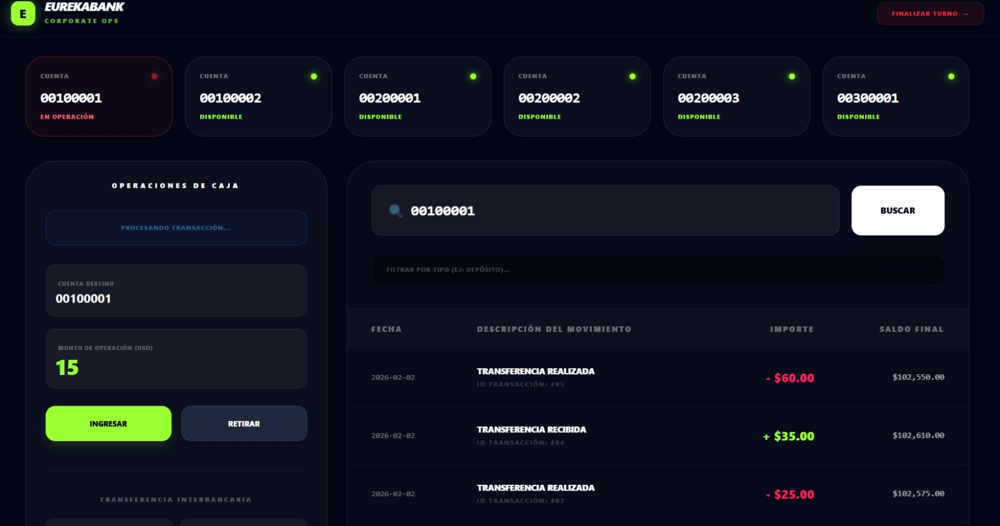 E
EUREKABANK
CORPORATE OPS
FINALIZAR TURNO →
CUENTA
00100001
EN OPERACIÓN
CUENTA
00100002
DISPONIBLE
CUENTA
00200001
DISPONIBLE
CUENTA
00200002
DISPONIBLE
CUENTA
00200003
DISPONIBLE
CUENTA
00300001
DISPONIBLE
OPERACIONES DE CAJA
PROCESANDO TRANSACCIÓN...
CUENTA DESTINO
00100001
MONTO DE OPERACIÓN (USD)
15
INGRESAR
RETIRAR
TRANSFERENCIA INTERBANCARIA
00100001
BUSCAR
FILTRAR POR TIPO (EJ: DEPÓSITO)...
FECHA DESCRIPCIÓN DEL MOVIMIENTO IMPORTE SALDO FINAL
2026-02-02 TRANSFERENCIA REALIZADA - $60.00 $102,550.00
ID TRANSACCIÓN: #85
2026-02-02 TRANSFERENCIA RECIBIDA + $35.00 $102,610.00
ID TRANSACCIÓN: #84
2026-02-02 TRANSFERENCIA REALIZADA - $25.00 $102,575.00
ID TRANSACCIÓN: #83